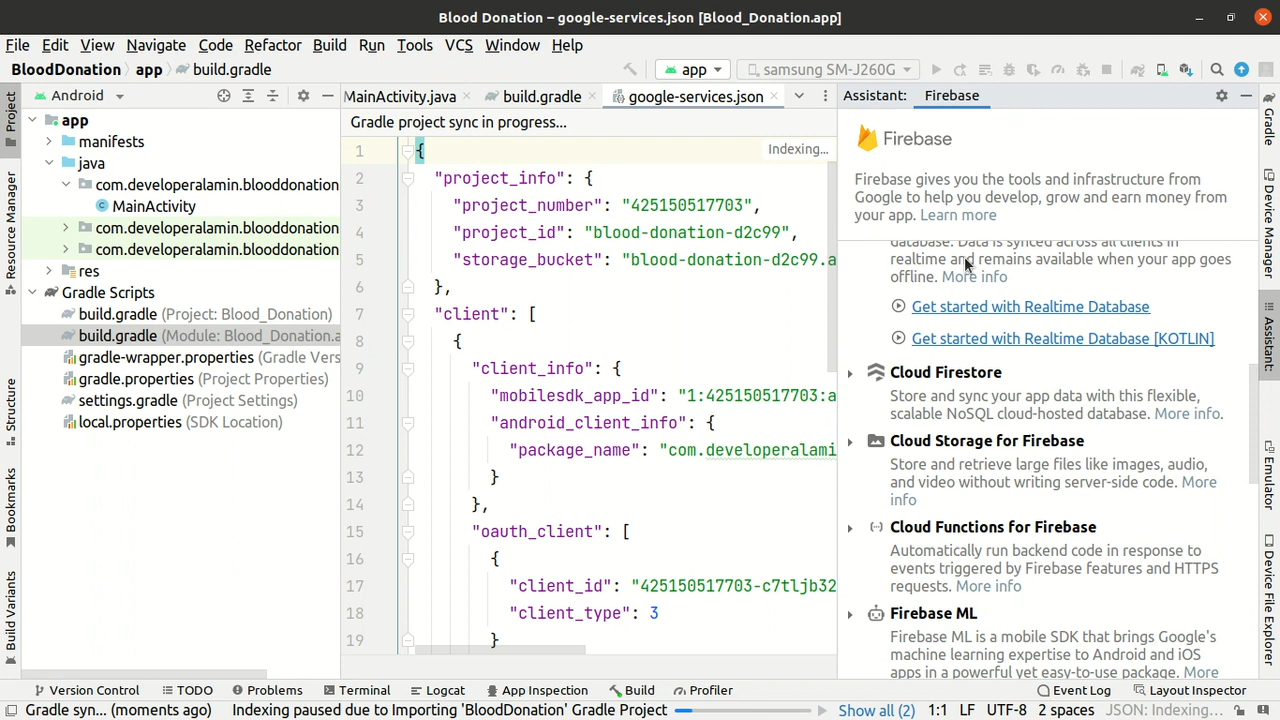 Blood Donation – google-services.json [Blood_Donation.app]
File Edit View Navigate Code Refactor Build Run Tools VCS Window Help
BloodDonation app build.gradle
app samsung SM-J260G
Project
Resource Manager
Structure
Bookmarks
Build Variants
Android
app
manifests
java
com.developeralamin.blooddonation
MainActivity
com.developeralamin.blooddonation
com.developeralamin.blooddonation
res
Gradle Scripts
build.gradle (Project: Blood_Donation)
build.gradle (Module: Blood_Donation.a
gradle-wrapper.properties (Gradle Vers
gradle.properties (Project Properties)
settings.gradle (Project Settings)
local.properties (SDK Location)
MainActivity.java build.gradle google-services.json
Gradle project sync in progress...
Indexing...
1 {
2 "project_info": {
3 "project_number": "425150517703",
4 "project_id": "blood-donation-d2c99",
5 "storage_bucket": "blood-donation-d2c99.a
6 },
7 "client": [
8 {
9 "client_info": {
10 "mobilesdk_app_id": "1:425150517703:a
11 "android_client_info": {
12 "package_name": "com.developeralami
13 }
14 },
15 "oauth_client": [
16 {
17 "client_id": "425150517703-c7tljb32
18 "client_type": 3
19 }
Assistant: Firebase
Firebase
Firebase gives you the tools and infrastructure from
Google to help you develop, grow and earn money from
your app. Learn more
database. Data is synced across all clients in
realtime and remains available when your app goes
offline. More info
Get started with Realtime Database
Get started with Realtime Database [KOTLIN]
Cloud Firestore
Store and sync your app data with this flexible,
scalable NoSQL cloud-hosted database. More info.
Cloud Storage for Firebase
Store and retrieve large files like images, audio,
and video without writing server-side code. More
info
Cloud Functions for Firebase
Automatically run backend code in response to
events triggered by Firebase features and HTTPS
requests. More info
Firebase ML
Firebase ML is a mobile SDK that brings Google's
machine learning expertise to Android and iOS
apps in a powerful yet easy-to-use package. More
Gradle
Device Manager
Assistant:
Emulator
Device File Explorer
Version Control TODO Problems Terminal Logcat App Inspection Build Profiler Event Log Layout Inspector
Gradle syn... (moments ago) Indexing paused due to Importing 'BloodDonation' Gradle Project Show all (2) 1:1 LF UTF-8 2 spaces JSON: Indexing...